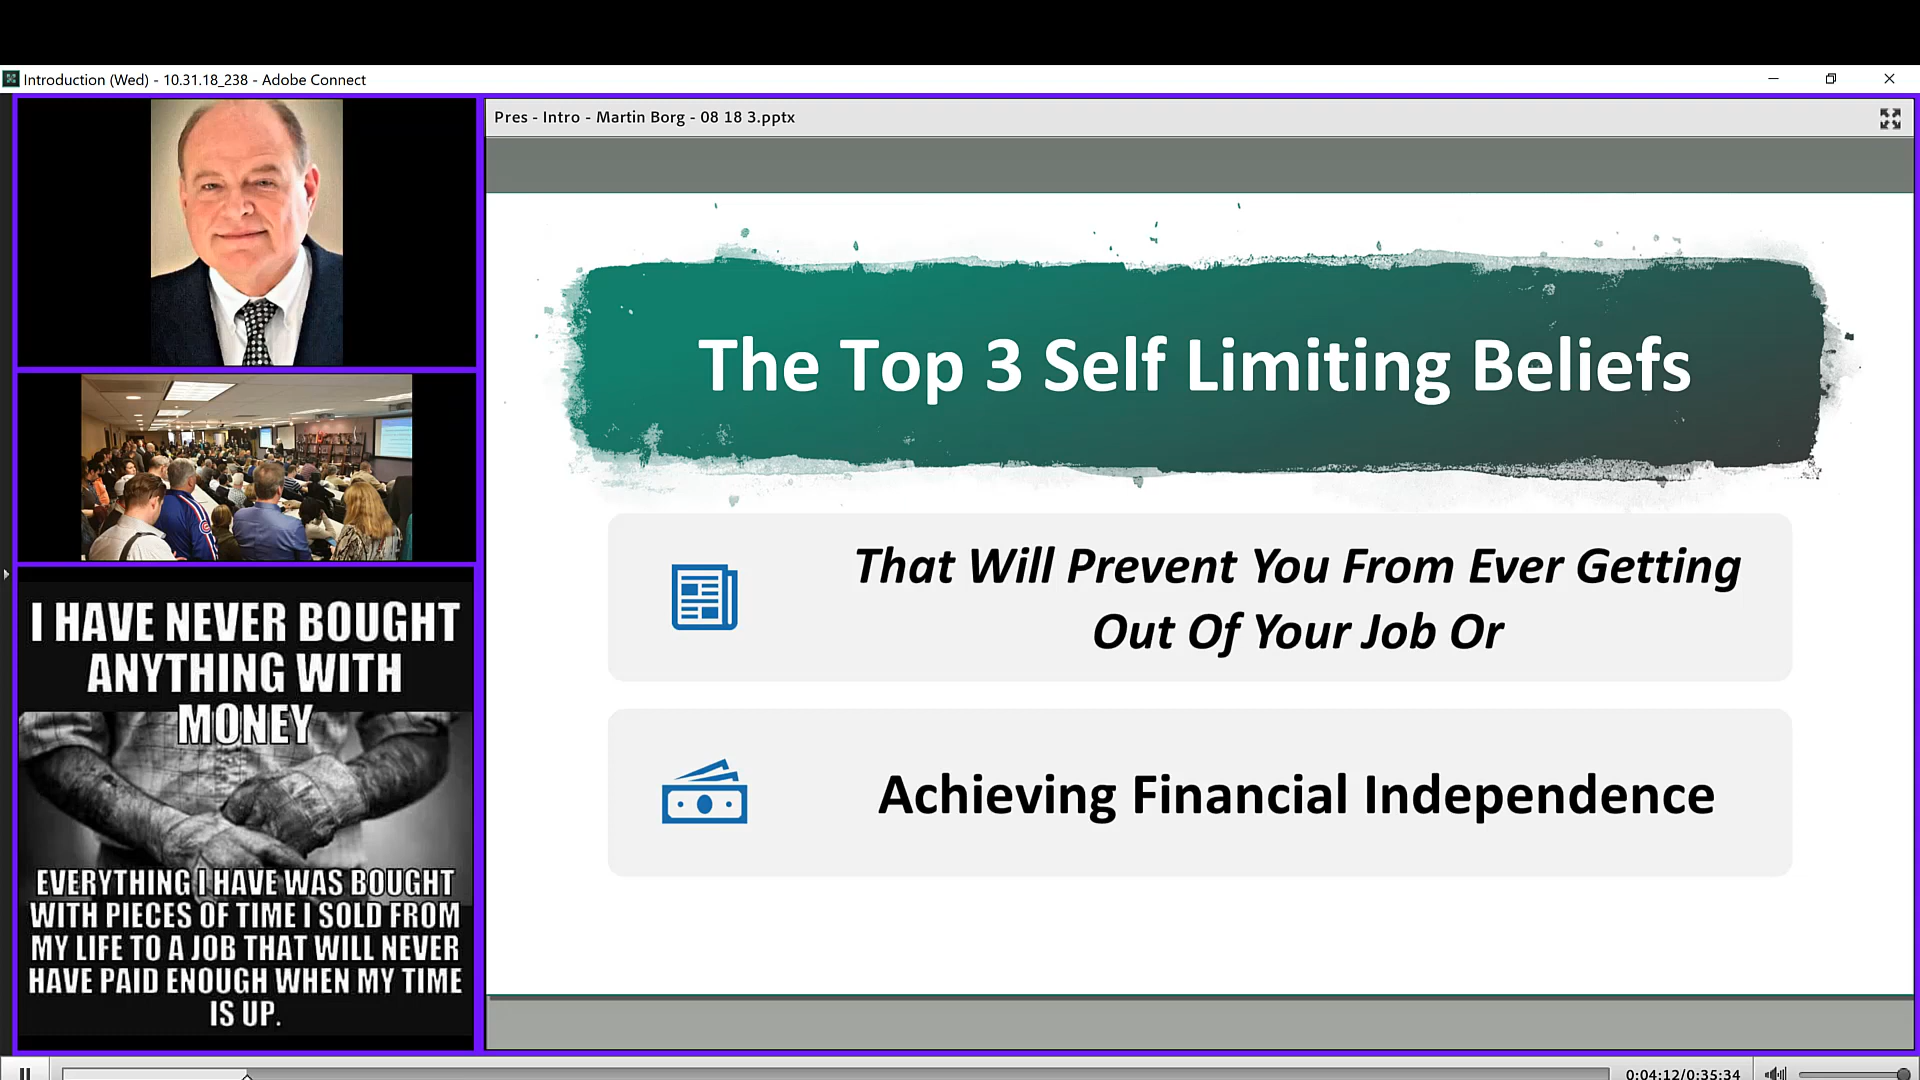 Introduction (Wed) - 10.31.18_238 - Adobe Connect
Pres - Intro - Martin Borg - 08 18 3.pptx
I HAVE NEVER BOUGHT
ANYTHING WITH
MONEY
EVERYTHING I HAVE WAS BOUGHT
WITH PIECES OF TIME I SOLD FROM
MY LIFE TO A JOB THAT WILL NEVER
HAVE PAID ENOUGH WHEN MY TIME
IS UP.
The Top 3 Self Limiting Beliefs
That Will Prevent You From Ever Getting
Out Of Your Job Or
Achieving Financial Independence
0:04:12/0:35:34